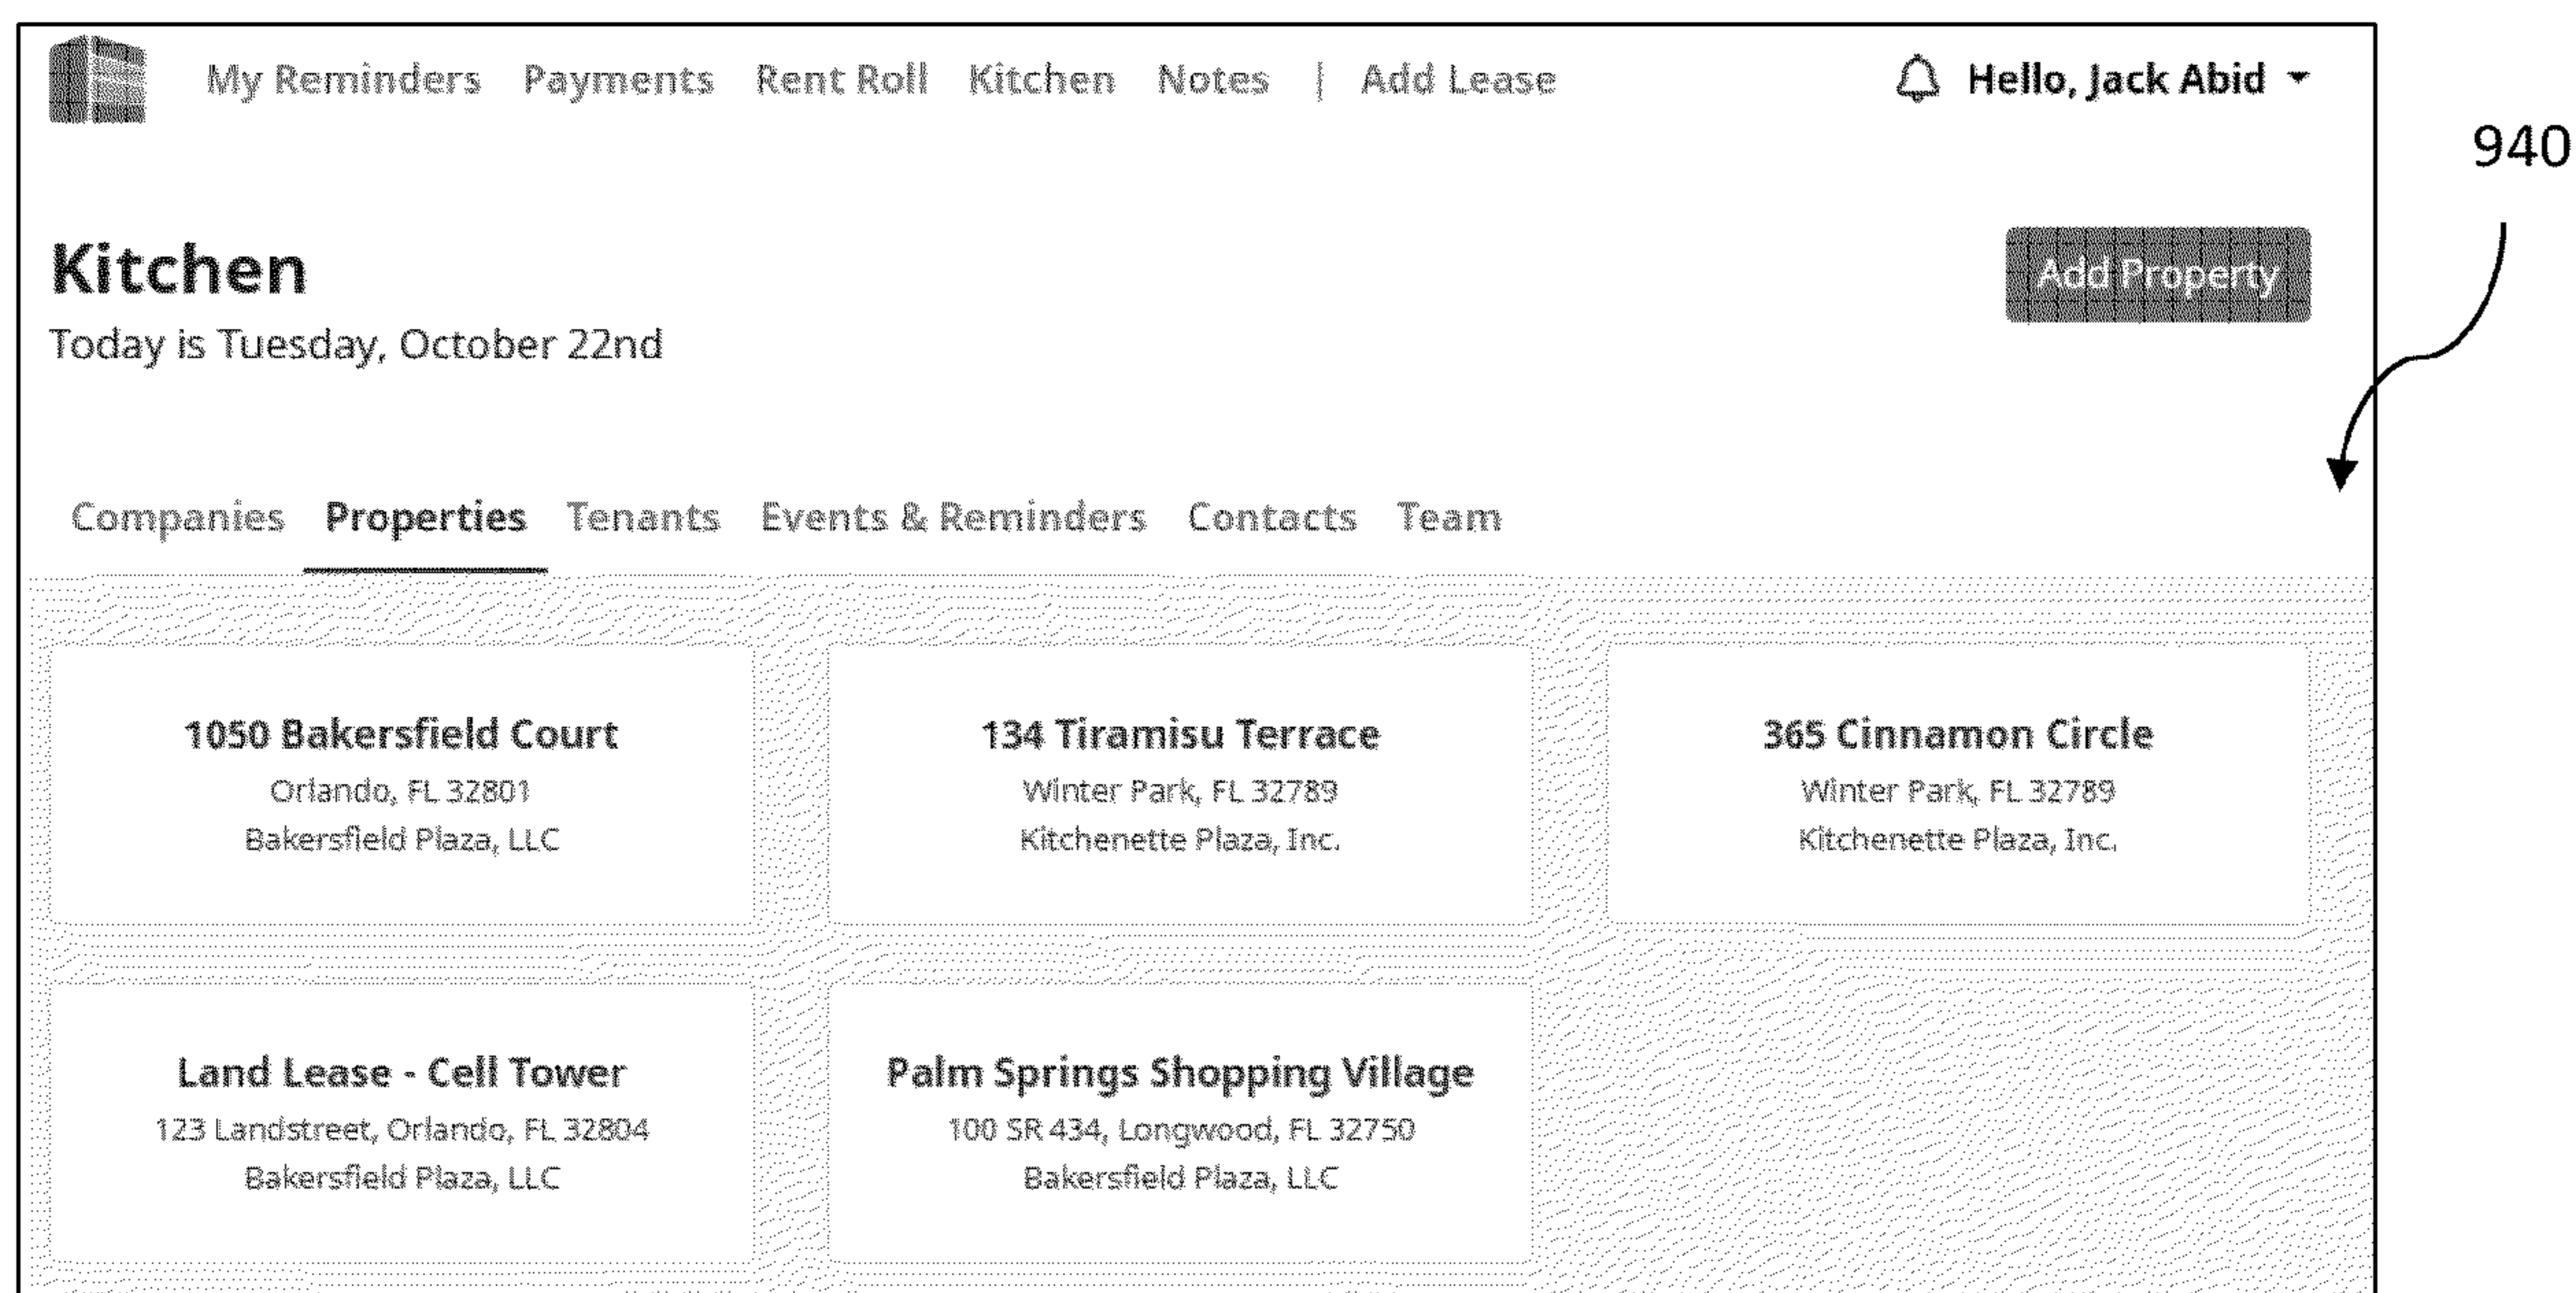 My Reminders Payments Rent Roll Kitchen Notes | Add Lease Hello, Jack Abid
940
Kitchen
Add Property
Today is Tuesday, October 22nd
Companies Properties Tenants Events & Reminders Contacts Team
1050 Bakersfield Court
Orlando, FL 32801
Bakersfield Plaza, LLC
134 Tiramisu Terrace
Winter Park, FL 32789
Kitchenette Plaza, Inc.
365 Cinnamon Circle
Winter Park, FL 32789
Kitchenette Plaza, Inc.
Land Lease - Cell Tower
123 Landstreet, Orlando, FL 32804
Bakersfield Plaza, LLC
Palm Springs Shopping Village
100 SR 434, Longwood, FL 32750
Bakersfield Plaza, LLC